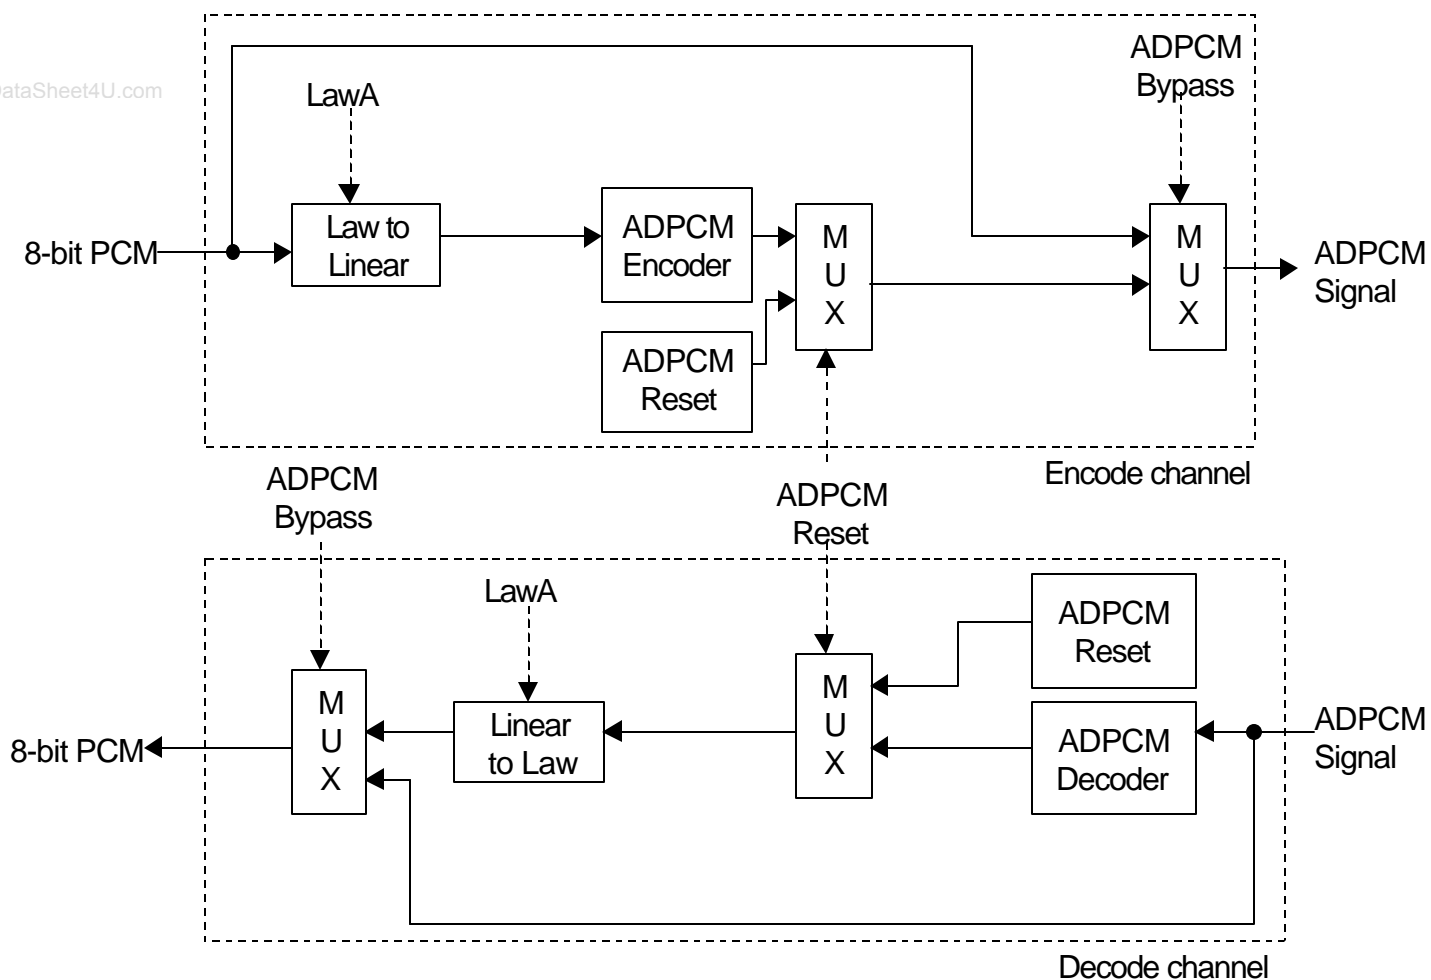 ataSheet4U.com
ADPCM
Bypass
LawA
8-bit PCM
Law to
Linear
ADPCM
Encoder
M
U
X
M
U
X
ADPCM
Signal
ADPCM
Reset
Encode channel
ADPCM
Bypass
ADPCM
Reset
LawA
ADPCM
Reset
8-bit PCM
M
U
X
Linear
to Law
M
U
X
ADPCM
Decoder
ADPCM
Signal
Decode channel